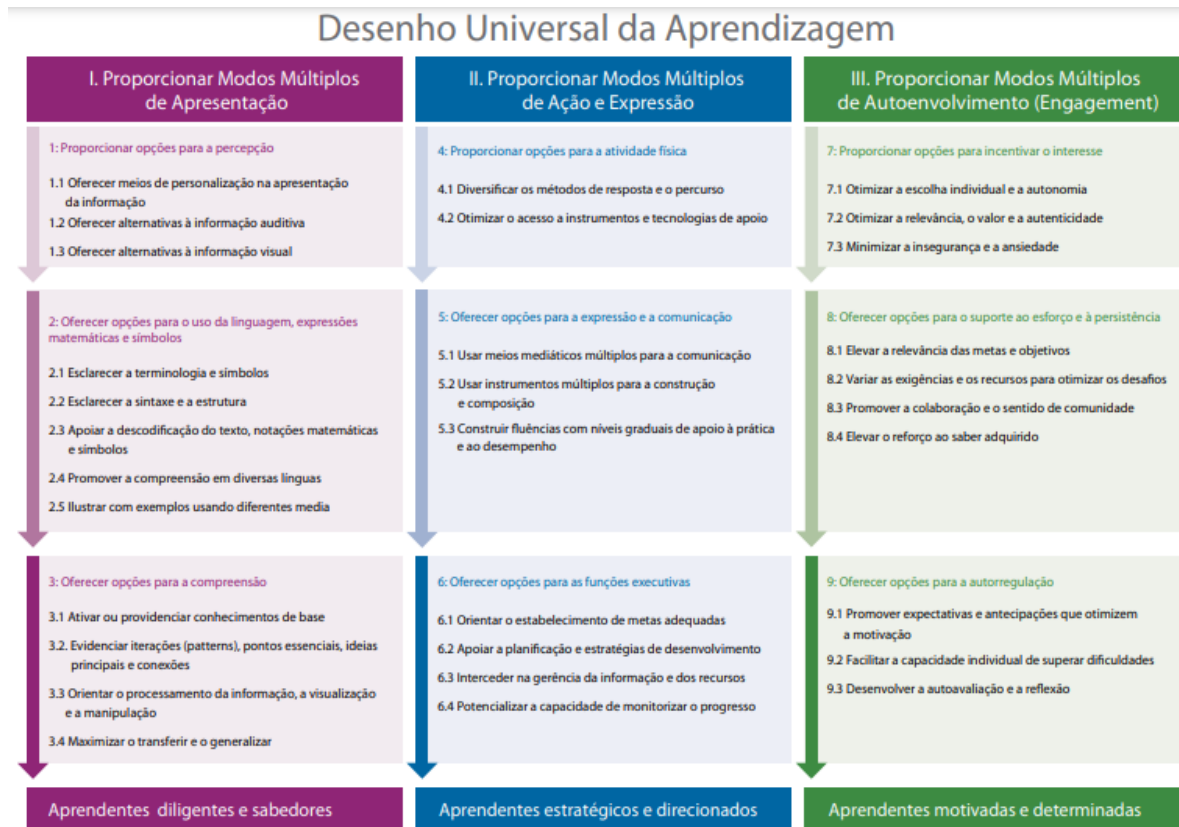 Desenho Universal da Aprendizagem
I. Proporcionar Modos Múltiplos
de Apresentação
1: Proporcionar opções para a percepção
1.1 Oferecer meios de personalização na apresentação
da informação
1.2 Oferecer alternativas à informação auditiva
1.3 Oferecer alternativas à informação visual
2: Oferecer opções para o uso da linguagem, expressões
matemáticas e símbolos
2.1 Esclarecer a terminologia e símbolos
2.2 Esclarecer a sintaxe e a estrutura
2.3 Apoiar a descodificação do texto, notações matemáticas
e símbolos
2.4 Promover a compreensão em diversas línguas
2.5 Ilustrar com exemplos usando diferentes media
3: Oferecer opções para a compreensão
3.1 Ativar ou providenciar conhecimentos de base
3.2. Evidenciar iterações (patterns), pontos essenciais, ideias
principais e conexões
3.3 Orientar o processamento da informação, a visualização
e a manipulação
3.4 Maximizar o transferir e o generalizar
Aprendentes diligentes e sabedores
II. Proporcionar Modos Múltiplos
de Ação e Expressão
4: Proporcionar opções para a atividade física
4.1 Diversificar os métodos de resposta e o percurso
4.2 Otimizar o acesso a instrumentos e tecnologias de apoio
5: Oferecer opções para a expressão e a comunicação
5.1 Usar meios mediáticos múltiplos para a comunicação
5.2 Usar instrumentos múltiplos para a construção
e composição
5.3 Construir fluências com níveis graduais de apoio à prática
e ao desempenho
6: Oferecer opções para as funções executivas
6.1 Orientar o estabelecimento de metas adequadas
6.2 Apoiar a planificação e estratégias de desenvolvimento
6.3 Interceder na gerência da informação e dos recursos
6.4 Potencializar a capacidade de monitorizar o progresso
Aprendentes estratégicos e direcionados
III. Proporcionar Modos Múltiplos
de Autoenvolvimento (Engagement)
7: Proporcionar opções para incentivar o interesse
7.1 Otimizar a escolha individual e a autonomia
7.2 Otimizar a relevância, o valor e a autenticidade
7.3 Minimizar a insegurança e a ansiedade
8: Oferecer opções para o suporte ao esforço e à persistência
8.1 Elevar a relevância das metas e objetivos
8.2 Variar as exigências e os recursos para otimizar os desafios
8.3 Promover a colaboração e o sentido de comunidade
8.4 Elevar o reforço ao saber adquirido
9: Oferecer opções para a autorregulação
9.1 Promover expectativas e antecipações que otimizem
a motivação
9.2 Facilitar a capacidade individual de superar dificuldades
9.3 Desenvolver a autoavaliação e a reflexão
Aprendentes motivadas e determinadas